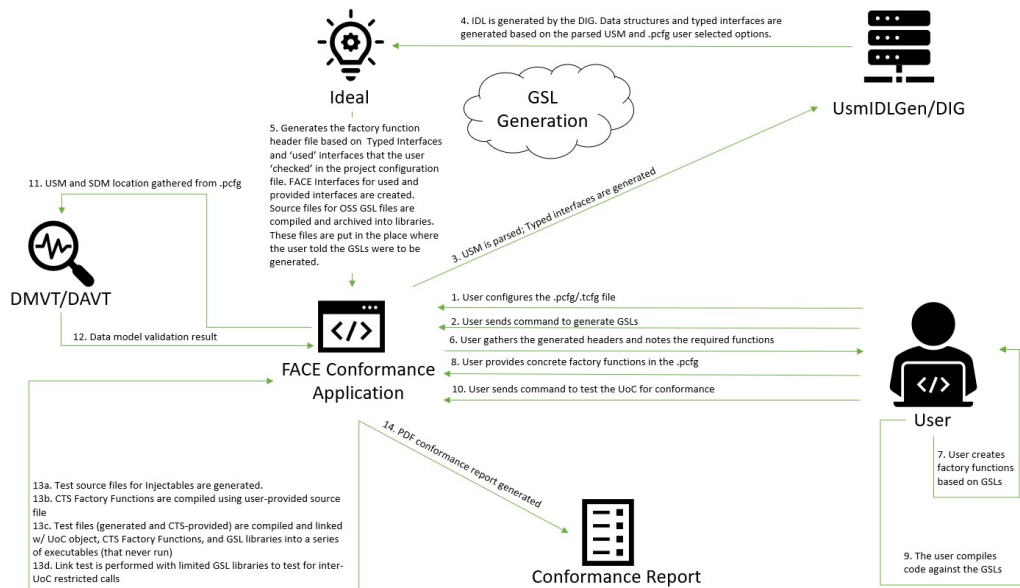 4. IDL is generated by the DIG. Data structures and typed interfaces are
generated based on the parsed USM and .pcfg user selected options.
Ideal
GSL
Generation
UsmIDLGen/DIG
5. Generates the factory function
header file based on Typed Interfaces
and ‘used’ interfaces that the user
‘checked’ in the project configuration
file. FACE Interfaces for used and
provided interfaces are created.
Source files for OSS GSL files are
compiled and archived into libraries.
These files are put in the place where
the user told the GSLs were to be
generated.
11. USM and SDM location gathered from .pcfg
3. USM is parsed; Typed interfaces are generated
DMVT/DAVT
12. Data model validation result
FACE Conformance
Application
1. User configures the .pcfg/.tcfg file
2. User sends command to generate GSLs
6. User gathers the generated headers and notes the required functions
8. User provides concrete factory functions in the .pcfg
10. User sends command to test the UoC for conformance
User
7. User creates
factory functions
based on GSLs
14. PDF conformance report generated
13a. Test source files for Injectables are generated.
13b. CTS Factory Functions are compiled using user-provided source
file
13c. Test files (generated and CTS-provided) are compiled and linked
w/ UoC object, CTS Factory Functions, and GSL libraries into a series
of executables (that never run)
13d. Link test is performed with limited GSL libraries to test for inter-
UoC restricted calls
Conformance Report
9. The user compiles
code against the GSLs